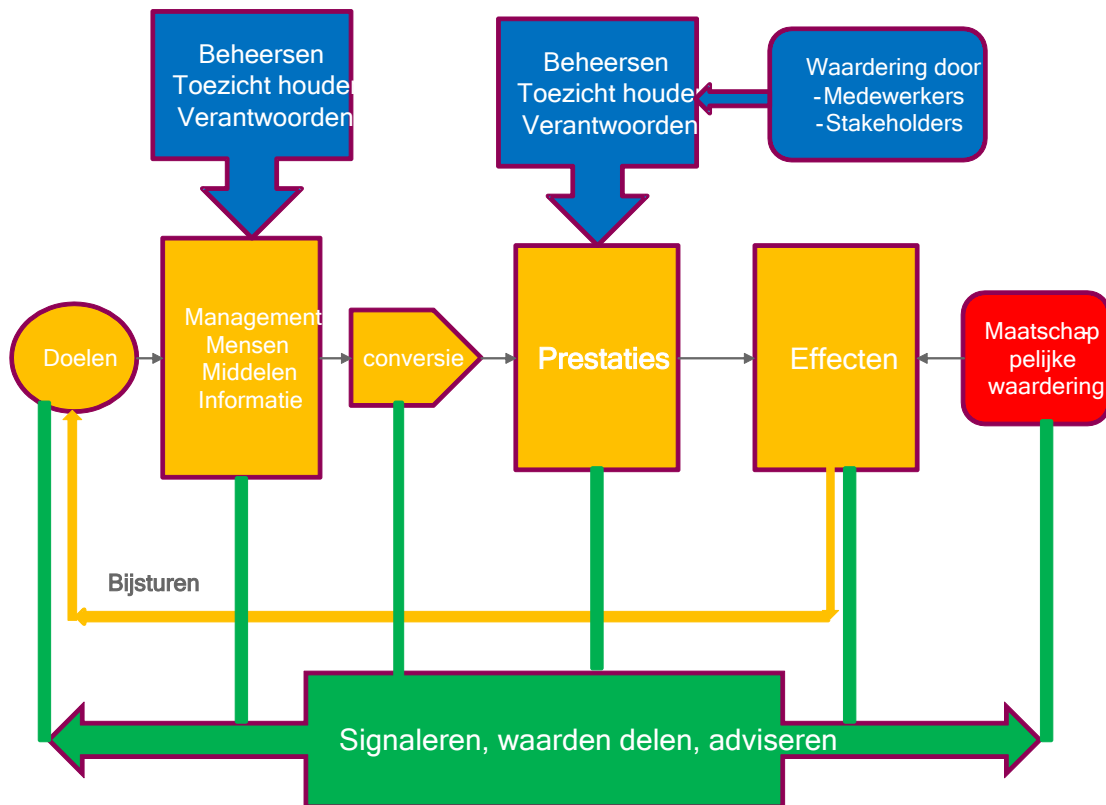 Beheersen
Toezicht houden
Verantwoorden
Beheersen
Toezicht houden
Verantwoorden
Waardering door
-Medewerkers
-Stakeholders
Doelen
Management
Mensen
Middelen
Informatie
conversie
Prestaties
Effecten
Maatschap
pelijke
waardering
Bijsturen
Signaleren, waarden delen, adviseren